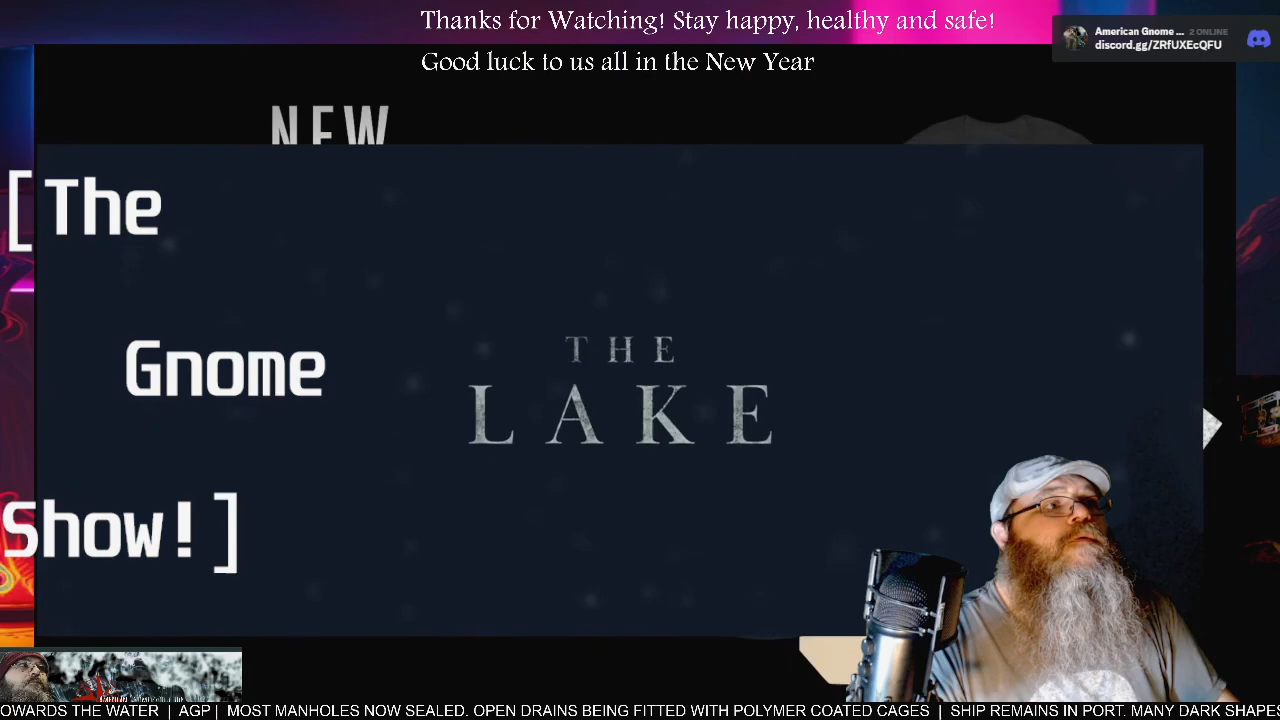 Thanks for Watching! Stay happy, healthy and safe!
Good luck to us all in the New Year
American Gnome ... 2 ONLINE
discord.gg/ZRfUXEcQFU
NEW
[The
Gnome
Show!]
THE
LAKE
OWARDS THE WATER | AGP | MOST MANHOLES NOW SEALED. OPEN DRAINS BEING FITTED WITH POLYMER COATED CAGES | SHIP REMAINS IN PORT. MANY DARK SHAPES